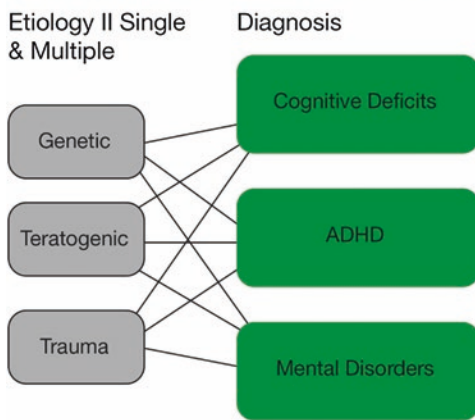 Etiology II Single
& Multiple
Diagnosis
Genetic
Teratogenic
Trauma
Cognitive Deficits
ADHD
Mental Disorders